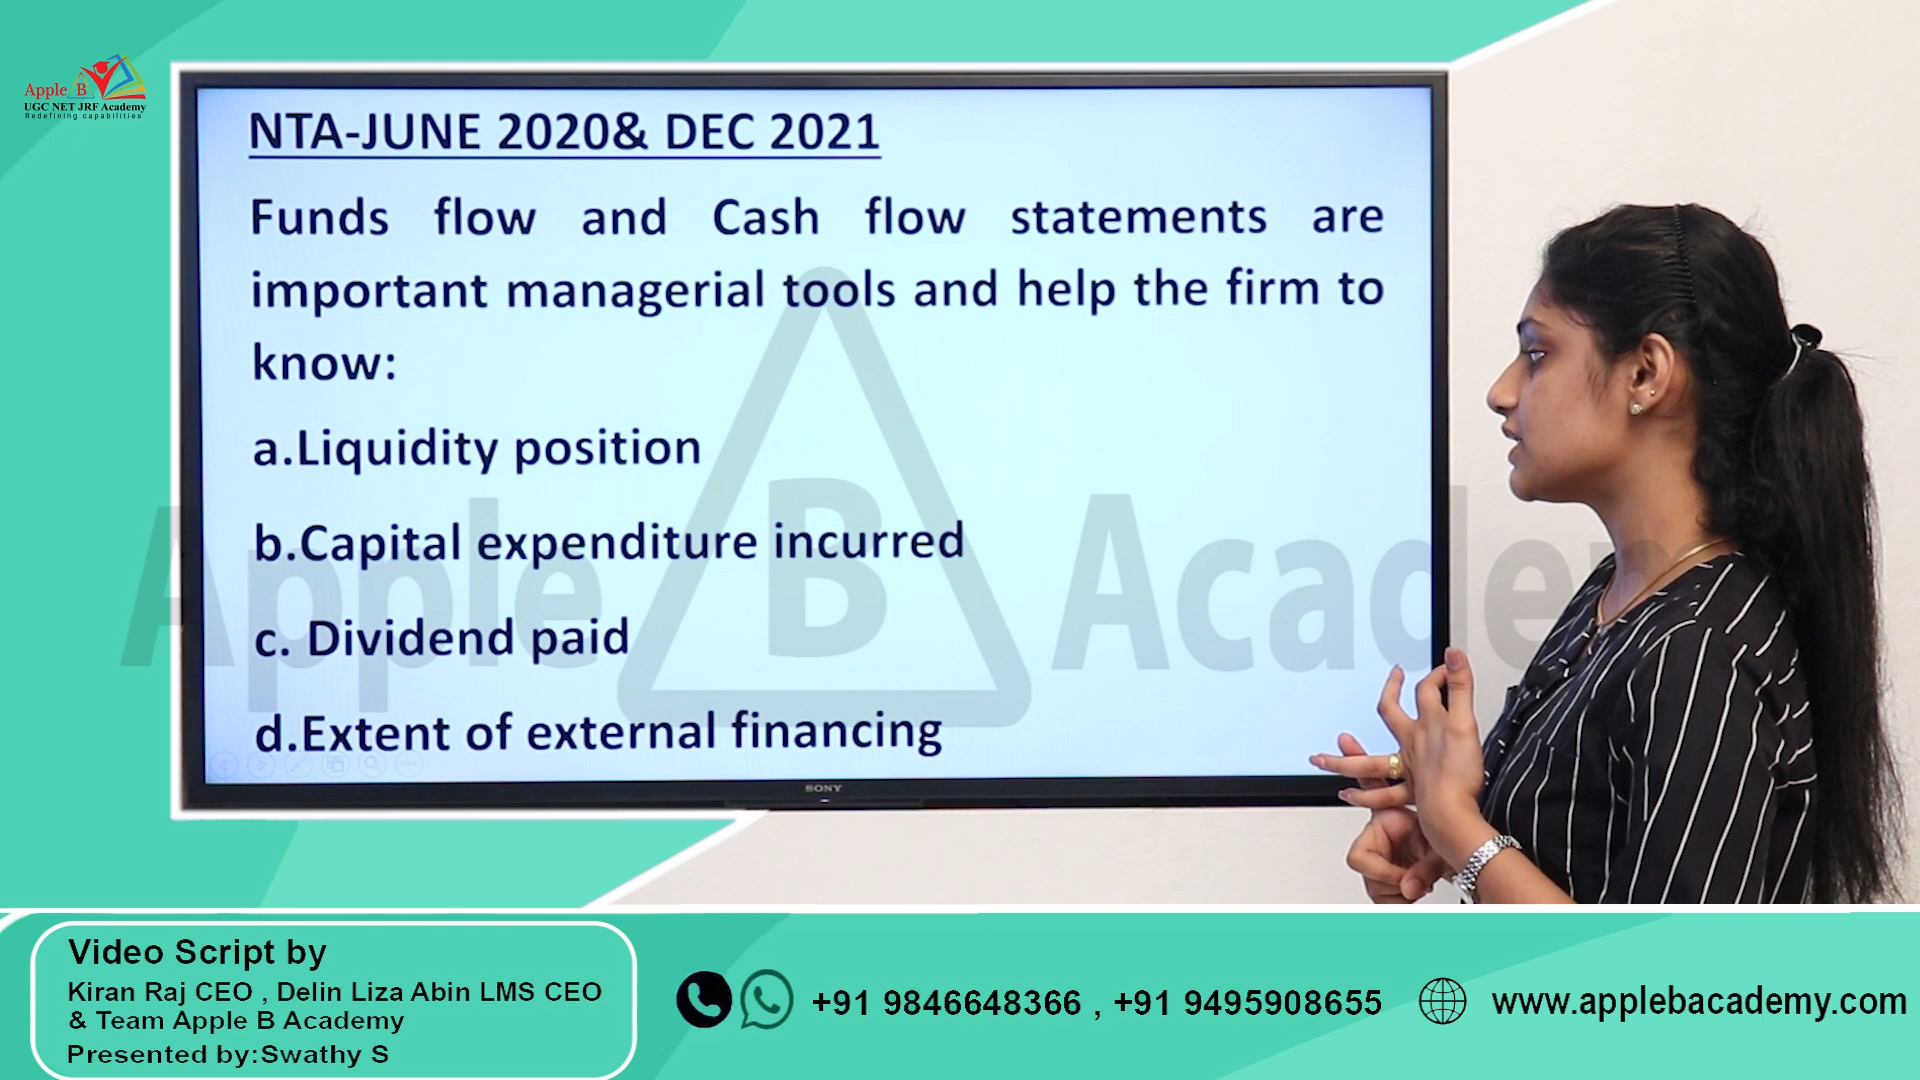 Apple B
UGC NET JRF Academy
Redefining capabilities
NTA-JUNE 2020& DEC 2021
Funds flow and Cash flow statements are
important managerial tools and help the firm to
know:
a.Liquidity position
b.Capital expenditure incurred
c. Dividend paid
d.Extent of external financing
Apple B Academ
SONY
Video Script by
Kiran Raj CEO , Delin Liza Abin LMS CEO
& Team Apple B Academy
Presented by:Swathy S
+91 9846648366 , +91 9495908655
www.applebacademy.com